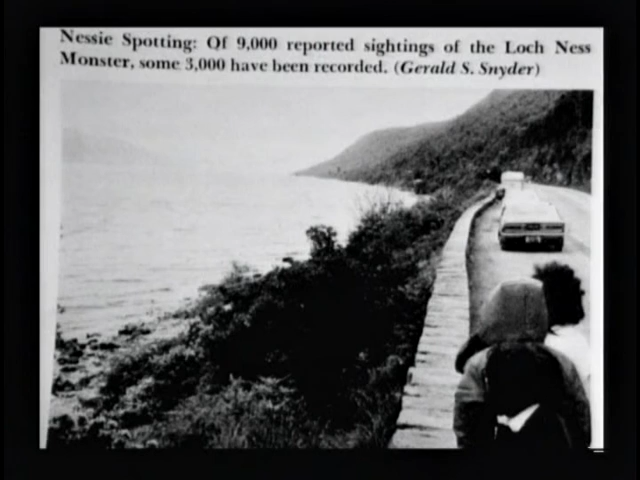 Nessie Spotting: Of 9,000 reported sightings of the Loch Ness
Monster, some 3,000 have been recorded. (Gerald S. Snyder)